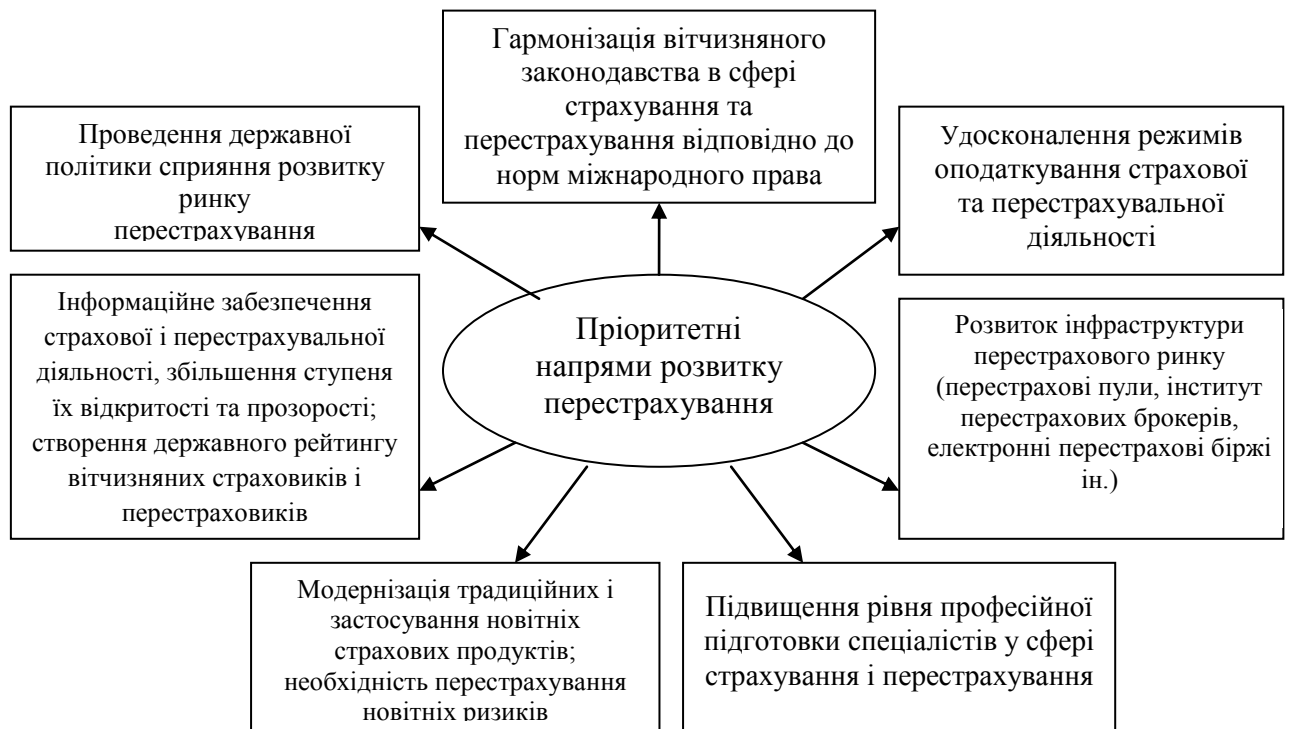 Гармонізація вітчизняного
законодавства в сфері
страхування та
перестрахування відповідно до
норм міжнародного права
Проведення державної
політики сприяння розвитку
ринку
перестрахування
Удосконалення режимів
оподаткування страхової
та перестрахувальної
діяльності
Інформаційне забезпечення
страхової і перестрахувальної
діяльності, збільшення ступеня
їх відкритості та прозорості;
створення державного рейтингу
вітчизняних страховиків і
перестраховиків
Пріоритетні
напрями розвитку
перестрахування
Розвиток інфраструктури
перестрахового ринку
(перестрахові пули, інститут
перестрахових брокерів,
електронні перестрахові біржі
ін.)
Модернізація традиційних і
застосування новітніх
страхових продуктів;
необхідність перестрахування
новітніх ризиків
Підвищення рівня професійної
підготовки спеціалістів у сфері
страхування і перестрахування